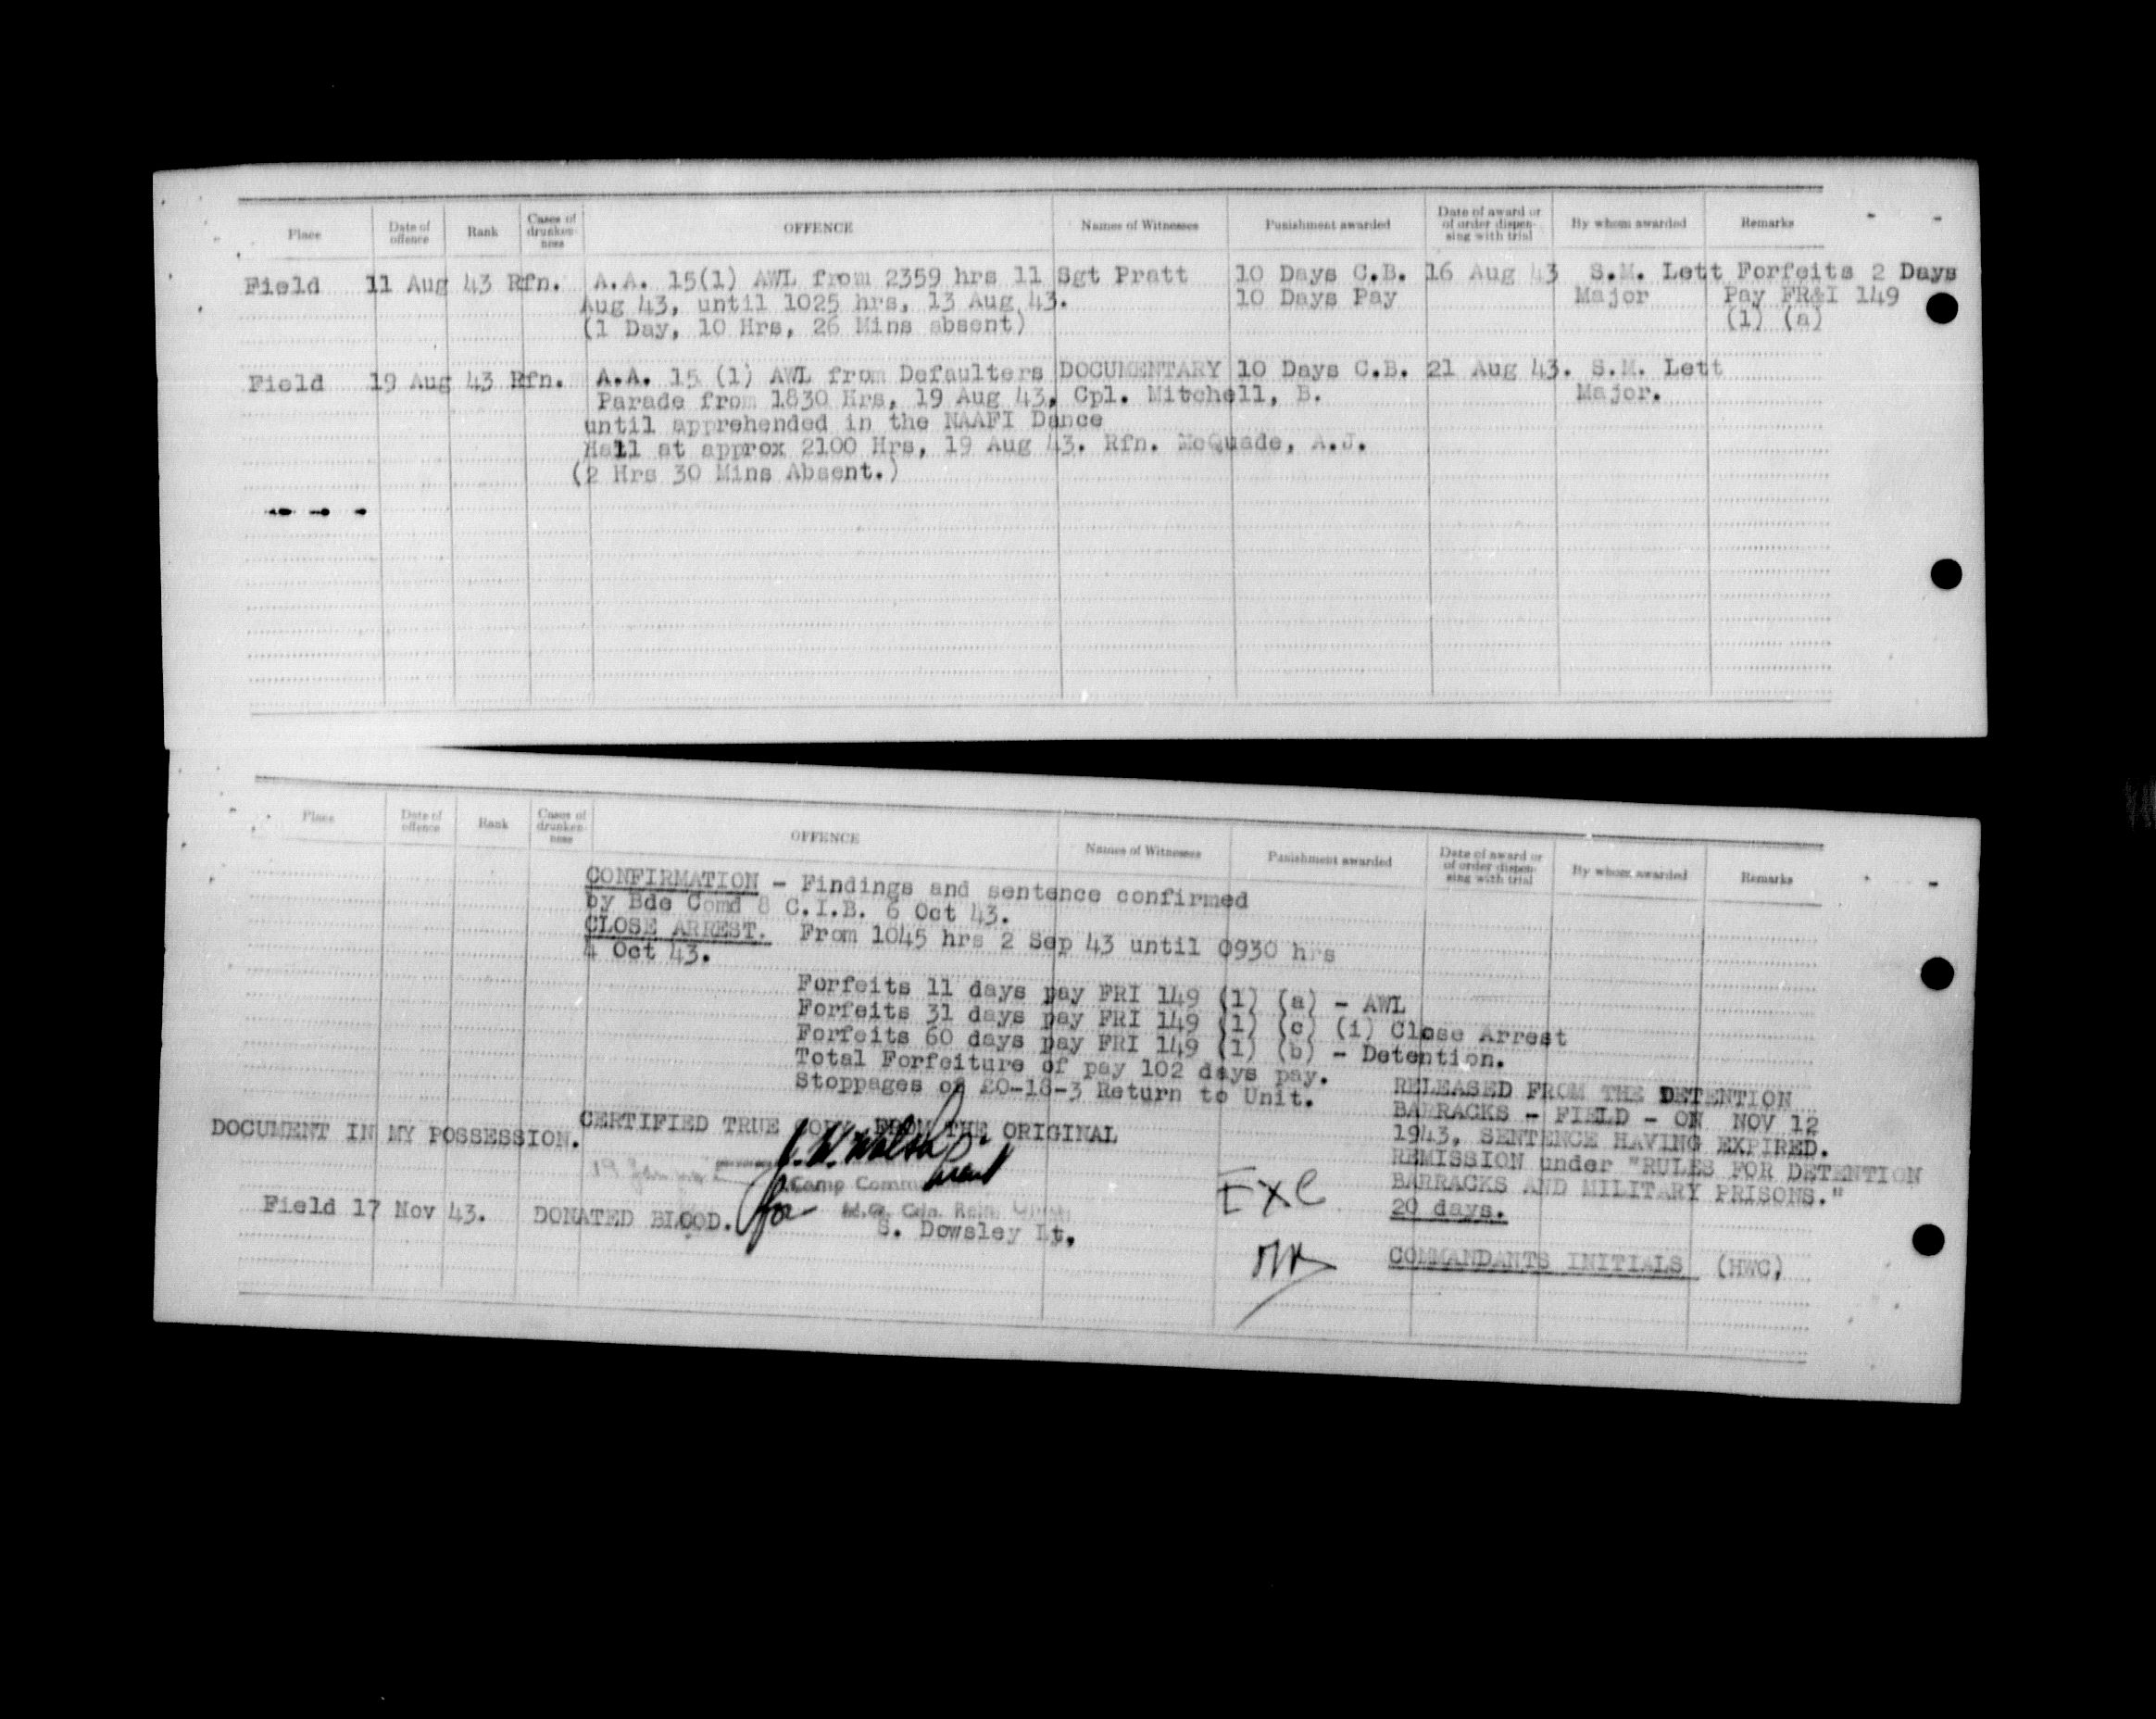 Place Date of offence Rank Cases of drunken-ness OFFENCE Names of Witnesses Punishment awarded Date of award or of order dispen-sing with trial By whom awarded Remarks
Field 11 Aug 43 Rfn. A.A. 15(1) AWL from 2359 hrs 11 Sgt Pratt 10 Days C.B. 16 Aug 43 S.M. Lett Forfeits 2 Days
Aug 43, until 1025 hrs, 13 Aug 43. 10 Days Pay Major Pay FR&I 149
(1 Day, 10 Hrs, 26 Mins absent) (1) (a)
Field 19 Aug 43 Rfn. A.A. 15 (1) AWL from Defaulters DOCUMENTARY 10 Days C.B. 21 Aug 43. S.M. Lett
Parade from 1830 Hrs, 19 Aug 43, Cpl. Mitchell, B. Major.
until apprehended in the NAAFI Dance
Hall at approx 2100 Hrs, 19 Aug 43. Rfn. McQuade, A.J.
(2 Hrs 30 Mins Absent.)
Place Date of offence Rank Cases of drunken-ness OFFENCE Names of Witnesses Punishment awarded Date of award or of order dispen-sing with trial By whom awarded Remarks
CONFIRMATION - Findings and sentence confirmed
by Bde Comd 8 C.I.B. 6 Oct 43.
CLOSE ARREST. From 1045 hrs 2 Sep 43 until 0930 hrs
4 Oct 43.
Forfeits 11 days pay FRI 149 (1) (a) - AWL
Forfeits 31 days pay FRI 149 (1) (c) (i) Close Arrest
Forfeits 60 days pay FRI 149 (1) (b) - Detention.
Total Forfeiture of pay 102 days pay.
Stoppages of £0-18-3 Return to Unit.
RELEASED FROM THE DETENTION
BARRACKS - FIELD - ON NOV 12
1943, SENTENCE HAVING EXPIRED.
REMISSION under "RULES FOR DETENTION
BARRACKS AND MILITARY PRISONS."
20 days.
COMMANDANTS INITIALS (HWC)
CERTIFIED TRUE COPY FROM THE ORIGINAL
DOCUMENT IN MY POSSESSION.
for Camp
Field 17 Nov 43. DONATED BLOOD. S. Dowsley Lt.